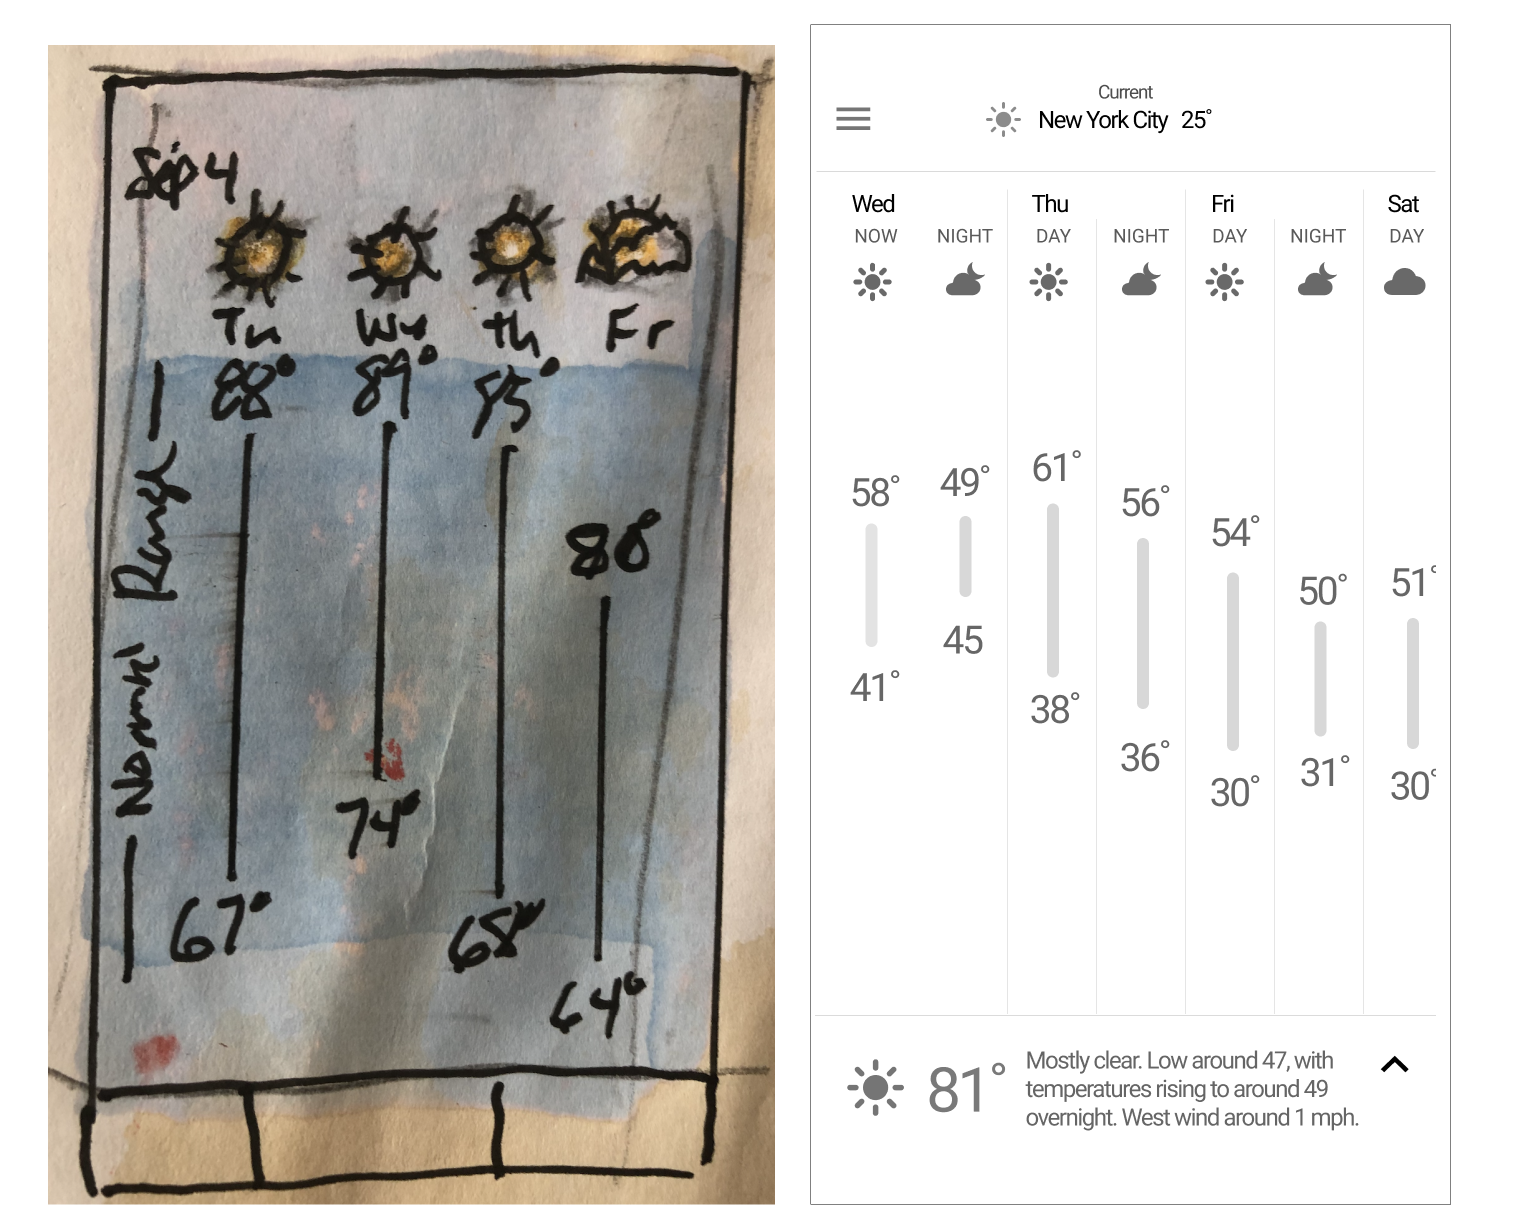 Sep 4
Tu We th Fr
88° 89° 85° 88°
Normal Range
67° 74° 68° 64°
Current
New York City 25°
Wed Thu Fri Sat
NOW NIGHT DAY NIGHT DAY NIGHT DAY
58° 49° 61° 56° 54° 50° 51°
41° 45 38° 36° 30° 31° 30°
81°
Mostly clear. Low around 47, with
temperatures rising to around 49
overnight. West wind around 1 mph.